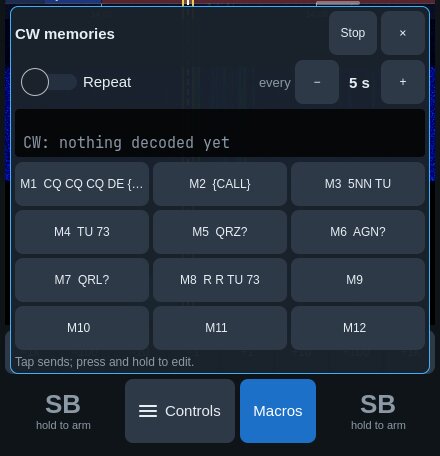 CW memories Stop ×
Repeat every − 5 s +
CW: nothing decoded yet
M1 CQ CQ CQ DE {... M2 {CALL} M3 5NN TU
M4 TU 73 M5 QRZ? M6 AGN?
M7 QRL? M8 R R TU 73 M9
M10 M11 M12
Tap sends; press and hold to edit.
SB Controls Macros SB
hold to arm hold to arm